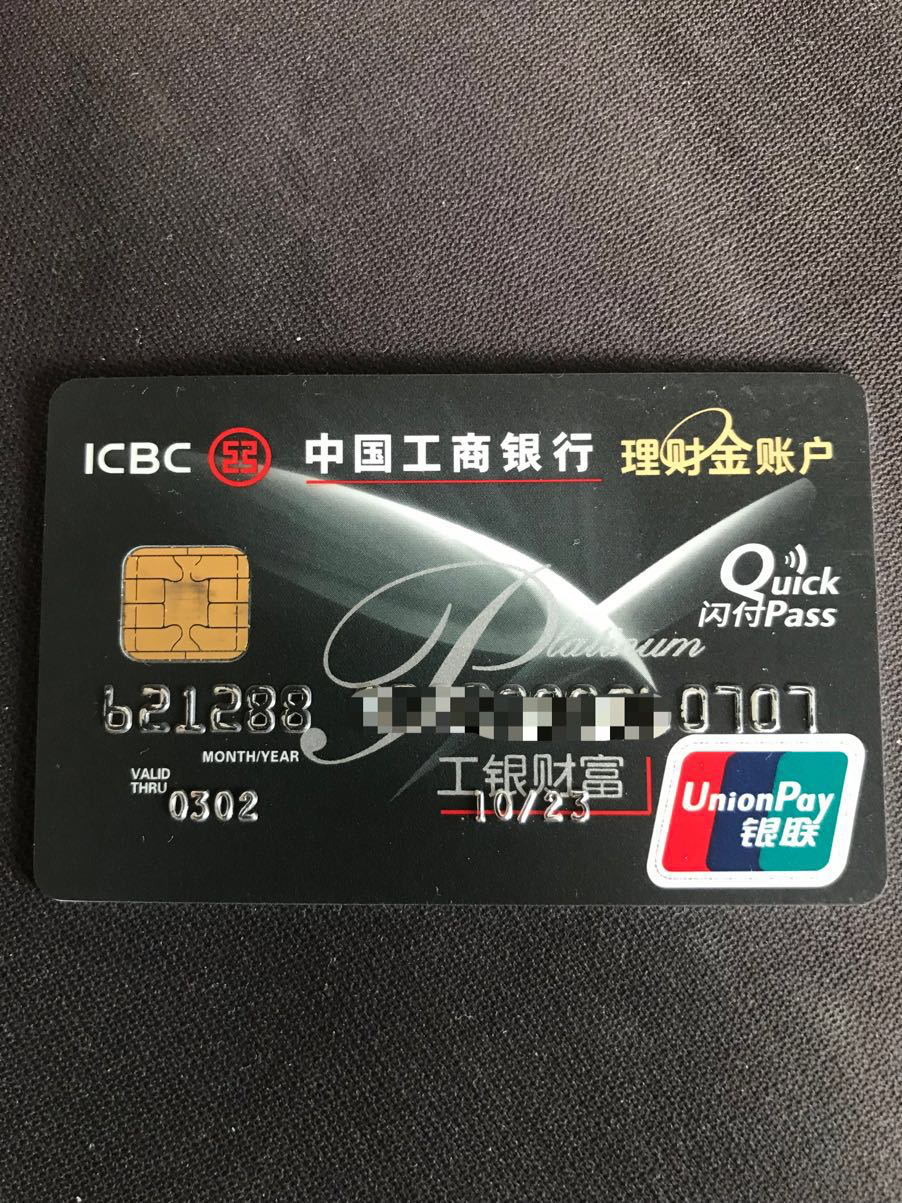 ICBC 中国工商银行 理财金账户
Quick
闪付Pass
Platinum
621288 0707
MONTH/YEAR
VALID
THRU
0302 10/23
工银财富
UnionPay
银联